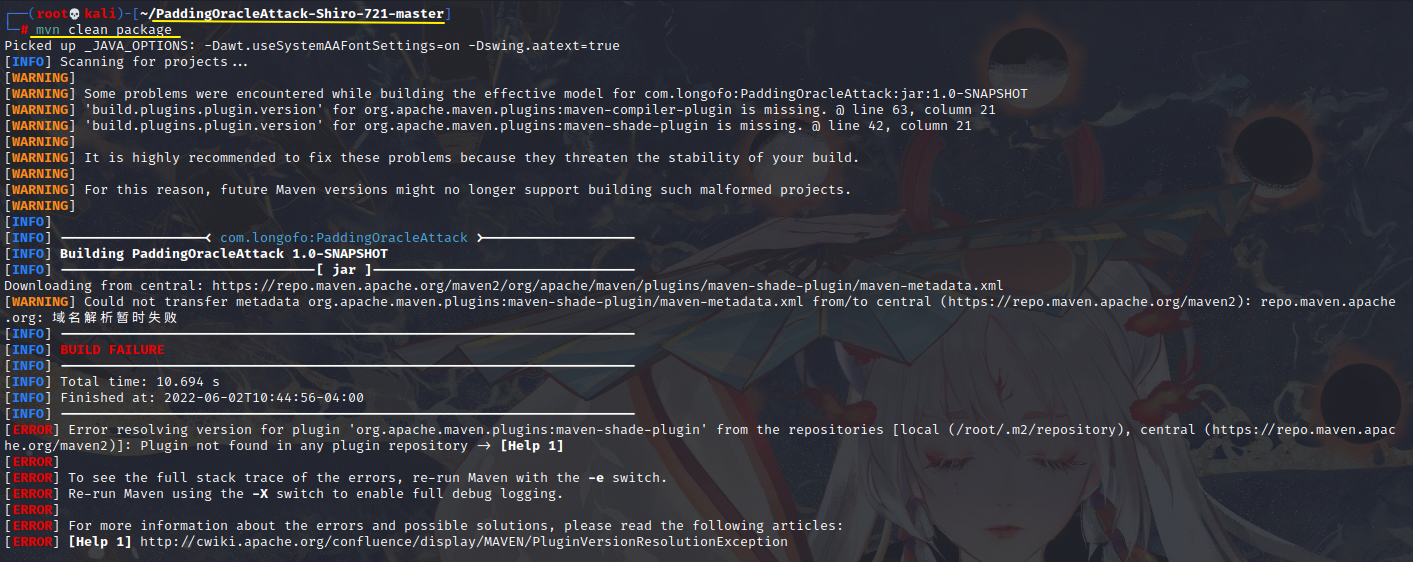 ┌──(root💀kali)-[~/PaddingOracleAttack-Shiro-721-master]
└─# mvn clean package
Picked up _JAVA_OPTIONS: -Dawt.useSystemAAFontSettings=on -Dswing.aatext=true
[INFO] Scanning for projects...
[WARNING]
[WARNING] Some problems were encountered while building the effective model for com.longofo:PaddingOracleAttack:jar:1.0-SNAPSHOT
[WARNING] 'build.plugins.plugin.version' for org.apache.maven.plugins:maven-compiler-plugin is missing. @ line 63, column 21
[WARNING] 'build.plugins.plugin.version' for org.apache.maven.plugins:maven-shade-plugin is missing. @ line 42, column 21
[WARNING]
[WARNING] It is highly recommended to fix these problems because they threaten the stability of your build.
[WARNING]
[WARNING] For this reason, future Maven versions might no longer support building such malformed projects.
[WARNING]
[INFO]
[INFO] ------------------< com.longofo:PaddingOracleAttack >-------------------
[INFO] Building PaddingOracleAttack 1.0-SNAPSHOT
[INFO] --------------------------------[ jar ]---------------------------------
Downloading from central: https://repo.maven.apache.org/maven2/org/apache/maven/plugins/maven-shade-plugin/maven-metadata.xml
[WARNING] Could not transfer metadata org.apache.maven.plugins:maven-shade-plugin/maven-metadata.xml from/to central (https://repo.maven.apache.org/maven2): repo.maven.apache
.org: 域名解析暂时失败
[INFO] ------------------------------------------------------------------------
[INFO] BUILD FAILURE
[INFO] ------------------------------------------------------------------------
[INFO] Total time: 10.694 s
[INFO] Finished at: 2022-06-02T10:44:56-04:00
[INFO] ------------------------------------------------------------------------
[ERROR] Error resolving version for plugin 'org.apache.maven.plugins:maven-shade-plugin' from the repositories [local (/root/.m2/repository), central (https://repo.maven.apac
he.org/maven2)]: Plugin not found in any plugin repository -> [Help 1]
[ERROR]
[ERROR] To see the full stack trace of the errors, re-run Maven with the -e switch.
[ERROR] Re-run Maven using the -X switch to enable full debug logging.
[ERROR]
[ERROR] For more information about the errors and possible solutions, please read the following articles:
[ERROR] [Help 1] http://cwiki.apache.org/confluence/display/MAVEN/PluginVersionResolutionException